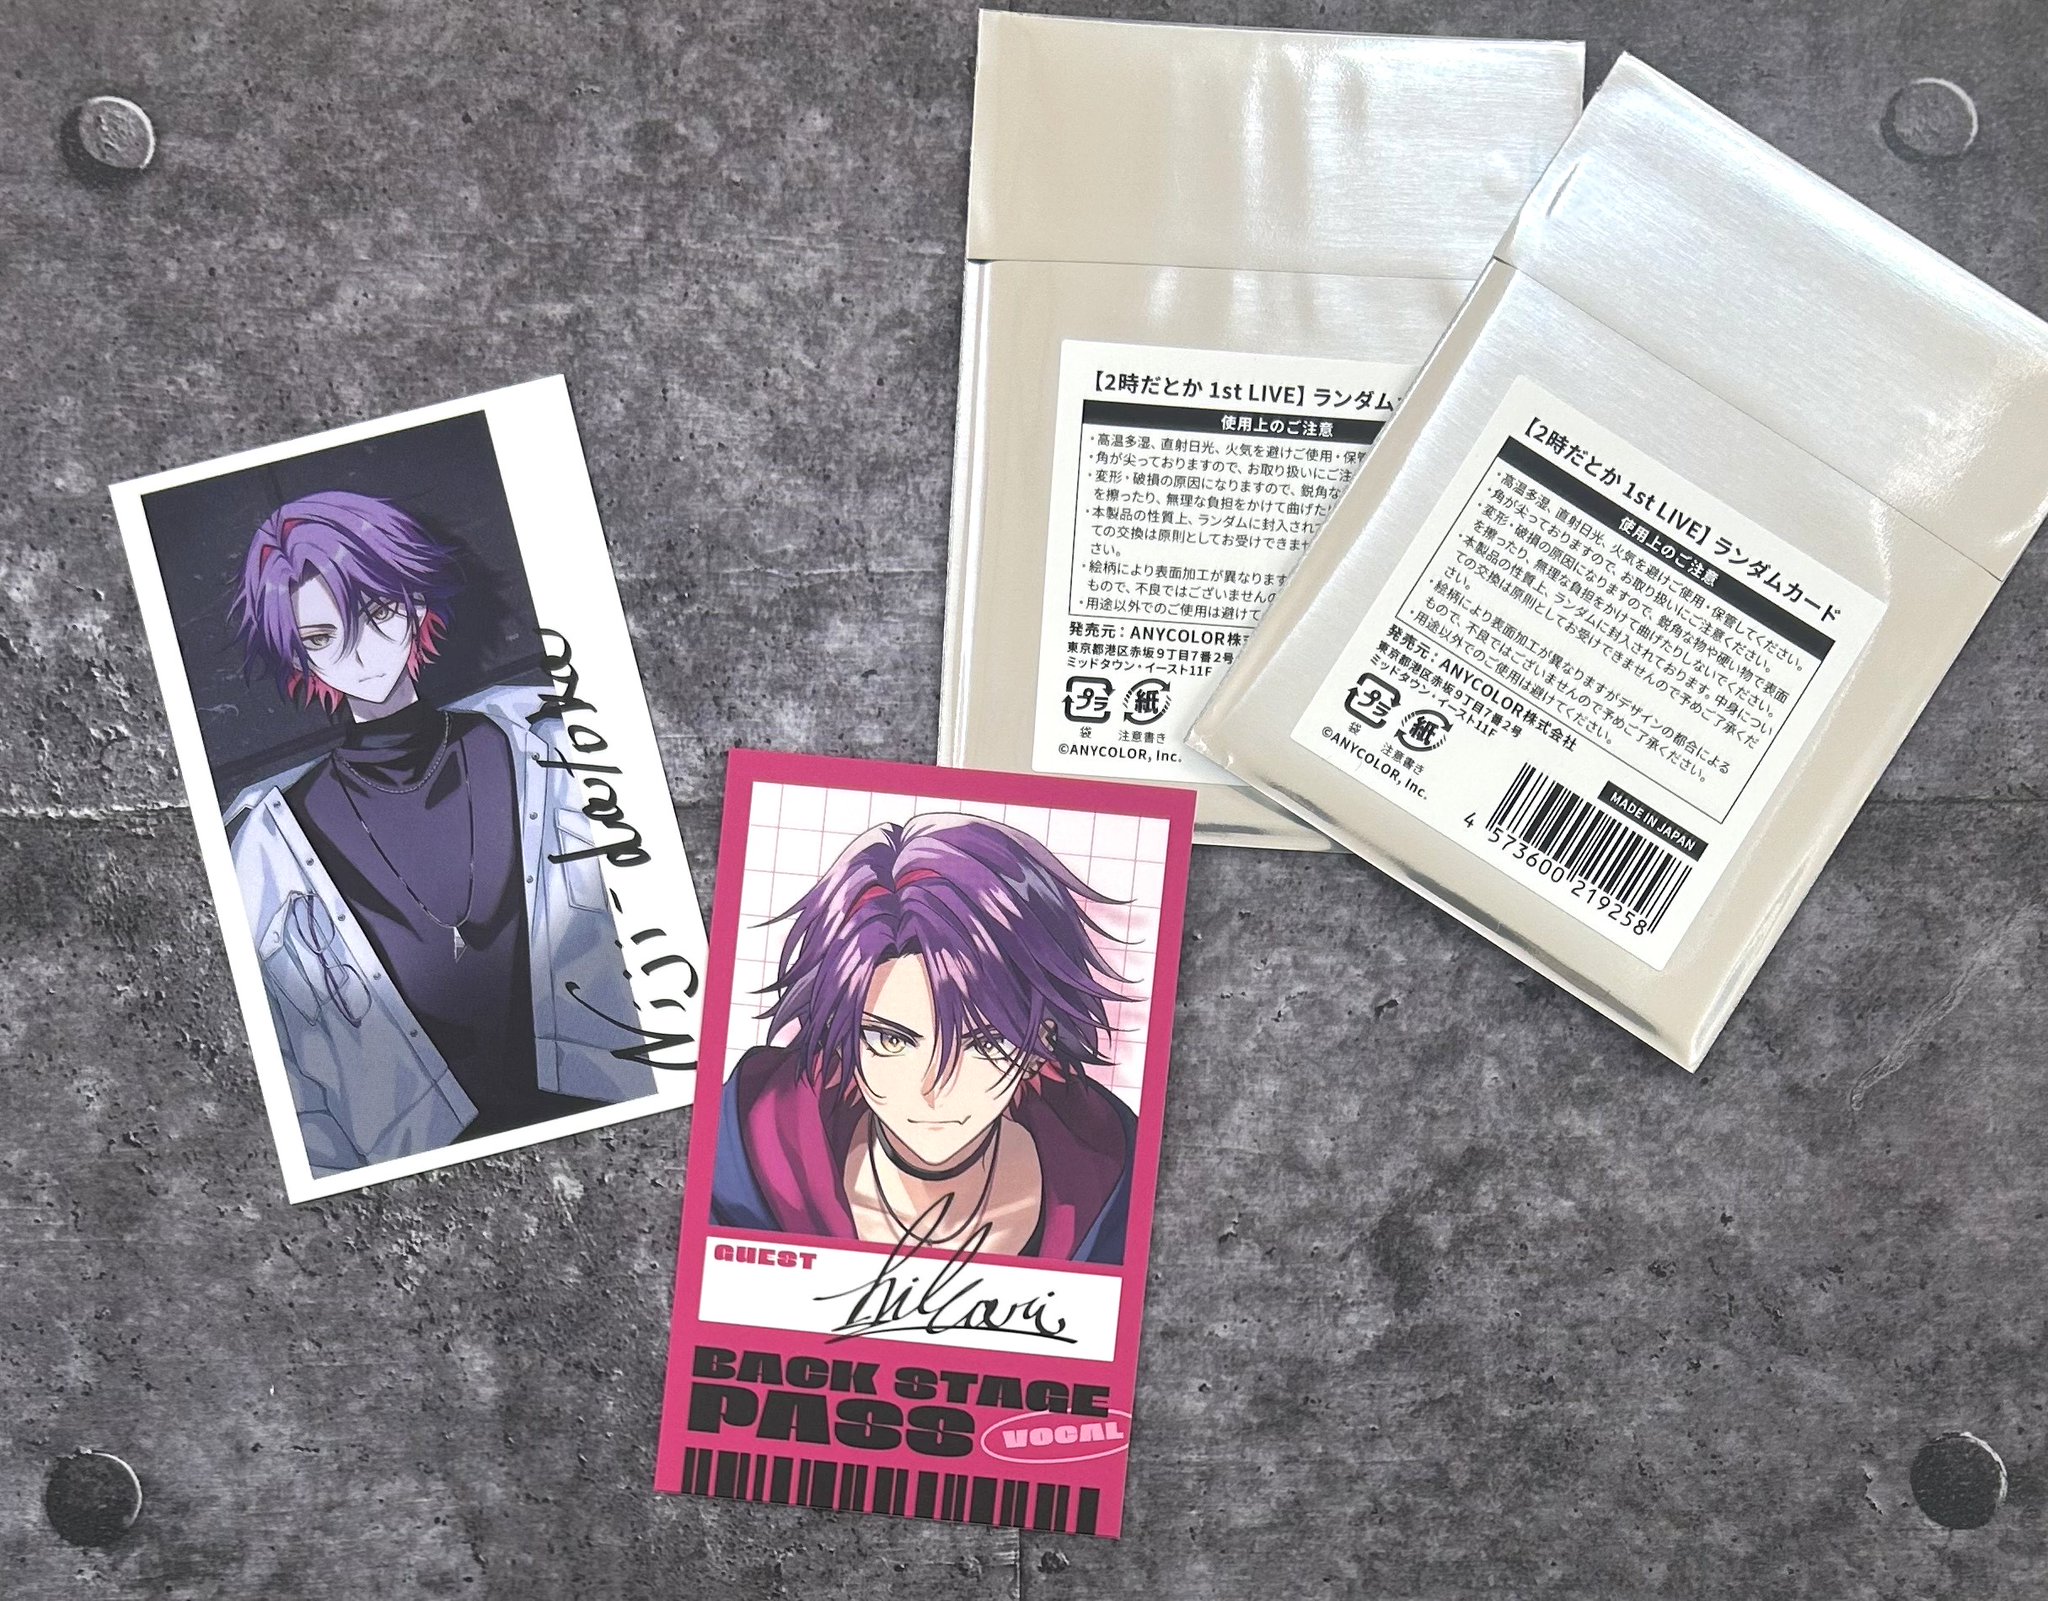 【2時だとか 1st LIVE】ランダム
使用上のご注意
・高温多湿、直射日光、火気を避けご使用・保管
・角が尖っておりますので、お取り扱いにご注
・変形・破損の原因になりますので、鋭角な
を擦ったり、無理な負担をかけて曲げたり
・本製品の性質上、ランダムに封入されて
ての交換は原則としてお受けできませ
さい。
・絵柄により表面加工が異なります
もので、不良ではございませんの
・用途以外でのご使用は避けて
発売元：ANYCOLOR株
東京都港区赤坂9丁目7番2号
ミッドタウン・イースト11F
プラ
紙
袋
注意書き
©ANYCOLOR, Inc.
【2時だとか 1st LIVE】ランダムカード
使用上のご注意
・高温多湿、直射日光、火気を避けご使用・保管してください。
・角が尖っておりますので、お取り扱いにご注意ください。
・変形・破損の原因になりますので、鋭角な物や硬い物で表面
を擦ったり、無理な負担をかけて曲げたりしないでください。
・本製品の性質上、ランダムに封入されております。中身につい
ての交換は原則としてお受けできませんので予めご了承くだ
さい。
・絵柄により表面加工が異なりますがデザインの都合による
もので、不良ではございませんので予めご了承ください。
・用途以外でのご使用は避けてください。
発売元：ANYCOLOR株式会社
東京都港区赤坂9丁目7番2号
ミッドタウン・イースト11F
プラ
紙
袋
注意書き
©ANYCOLOR, Inc.
MADE IN JAPAN
4 573600 219258
GUEST
hikari
BACK STAGE
PASS
VOCAL